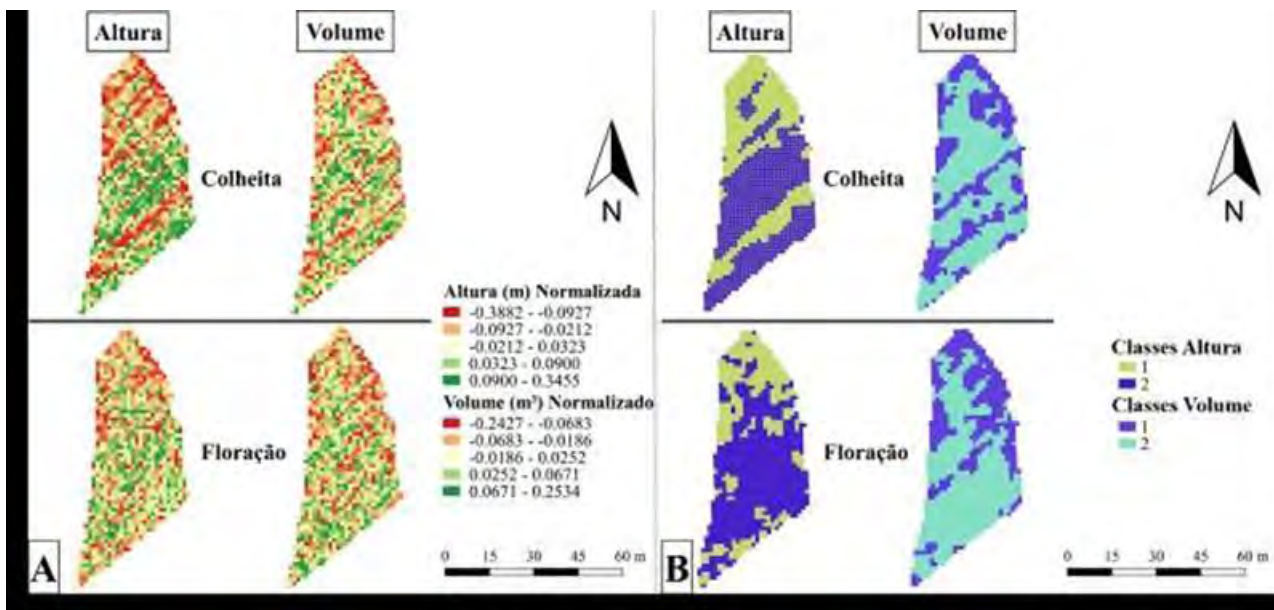 Altura
Volume
Colheita
N
Altura (m) Normalizada
-0.3882 - -0.0927
-0.0927 - -0.0212
-0.0212 - 0.0323
0.0323 - 0.0900
0.0900 - 0.3455
Volume (m³) Normalizado
-0.2427 - -0.0683
-0.0683 - -0.0186
-0.0186 - 0.0252
0.0252 - 0.0671
0.0671 - 0.2534
Floração
A
0 15 30 45 60 m
Altura
Volume
Colheita
N
Classes Altura
1
2
Classes Volume
1
2
Floração
B
0 15 30 45 60 m